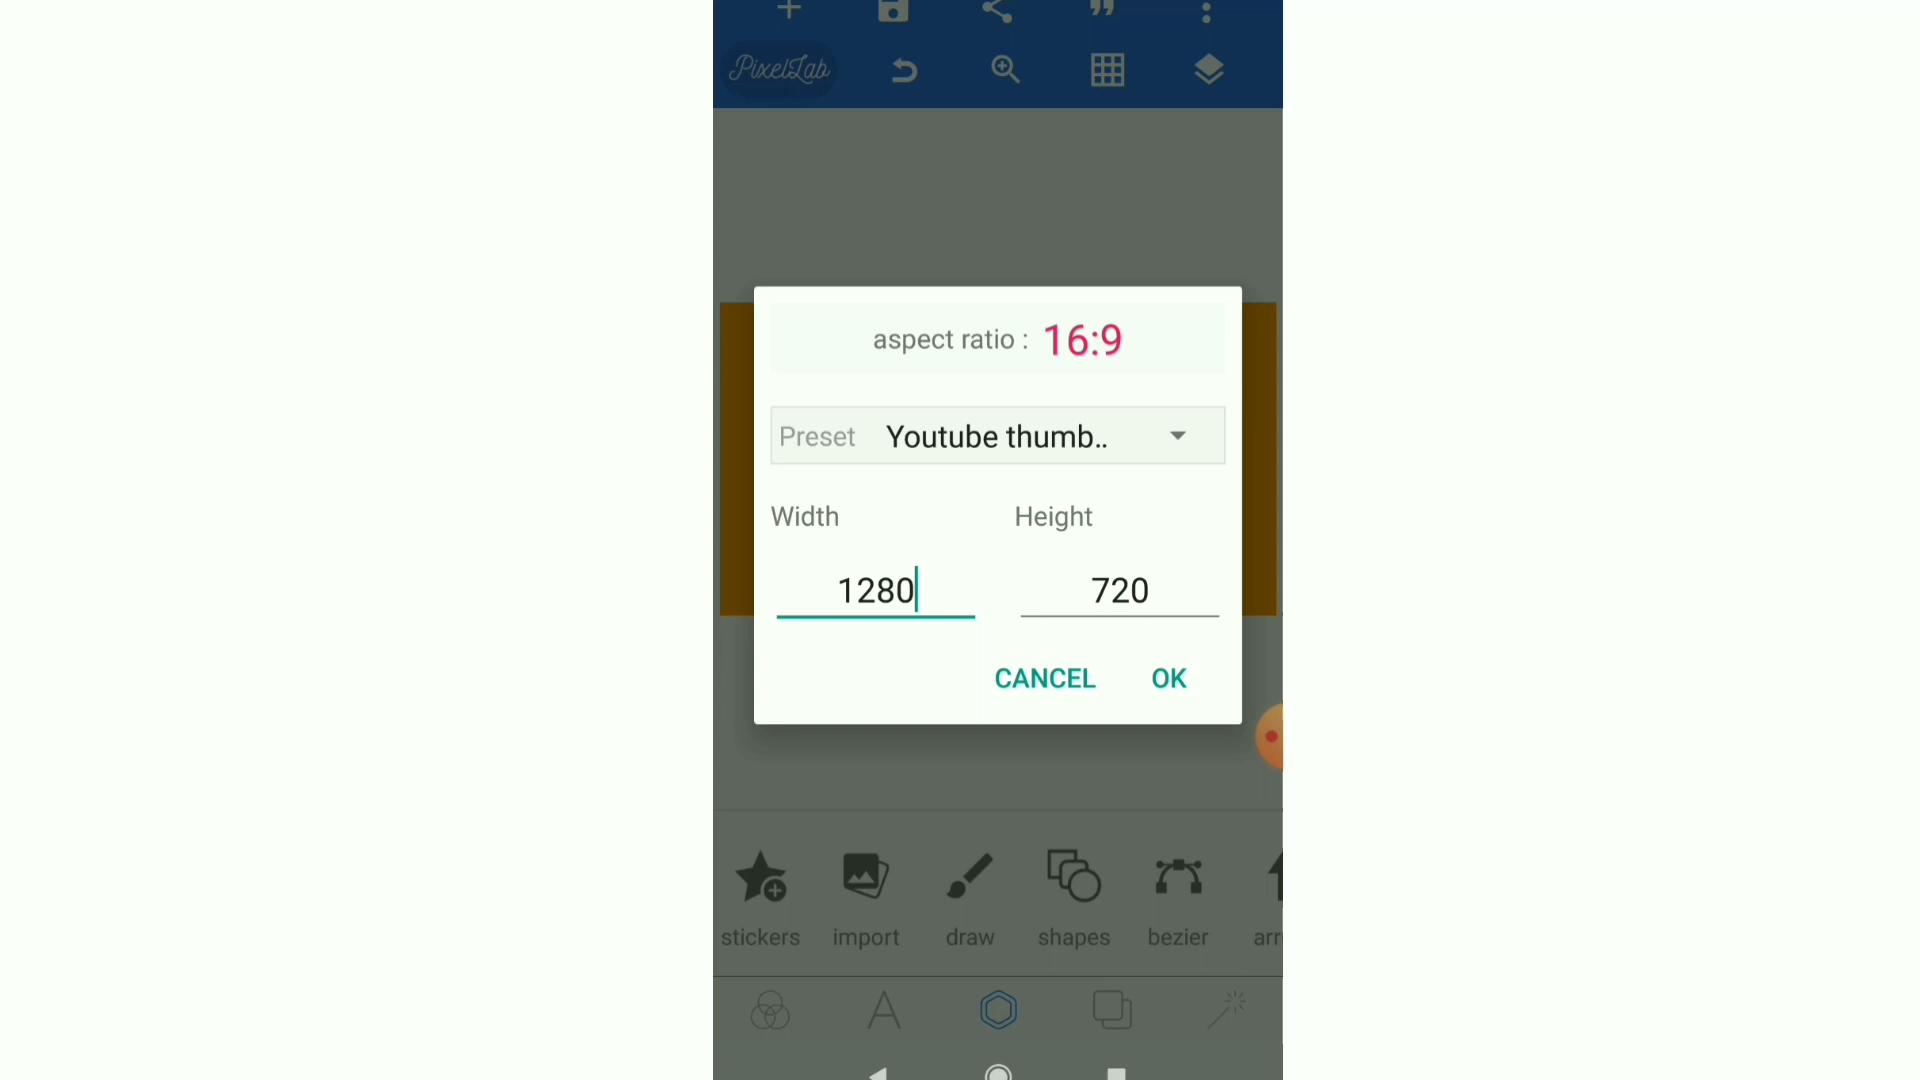 PixelLab
aspect ratio : 16:9
Preset Youtube thumb..
Width Height
1280 720
CANCEL OK
stickers import draw shapes bezier arr